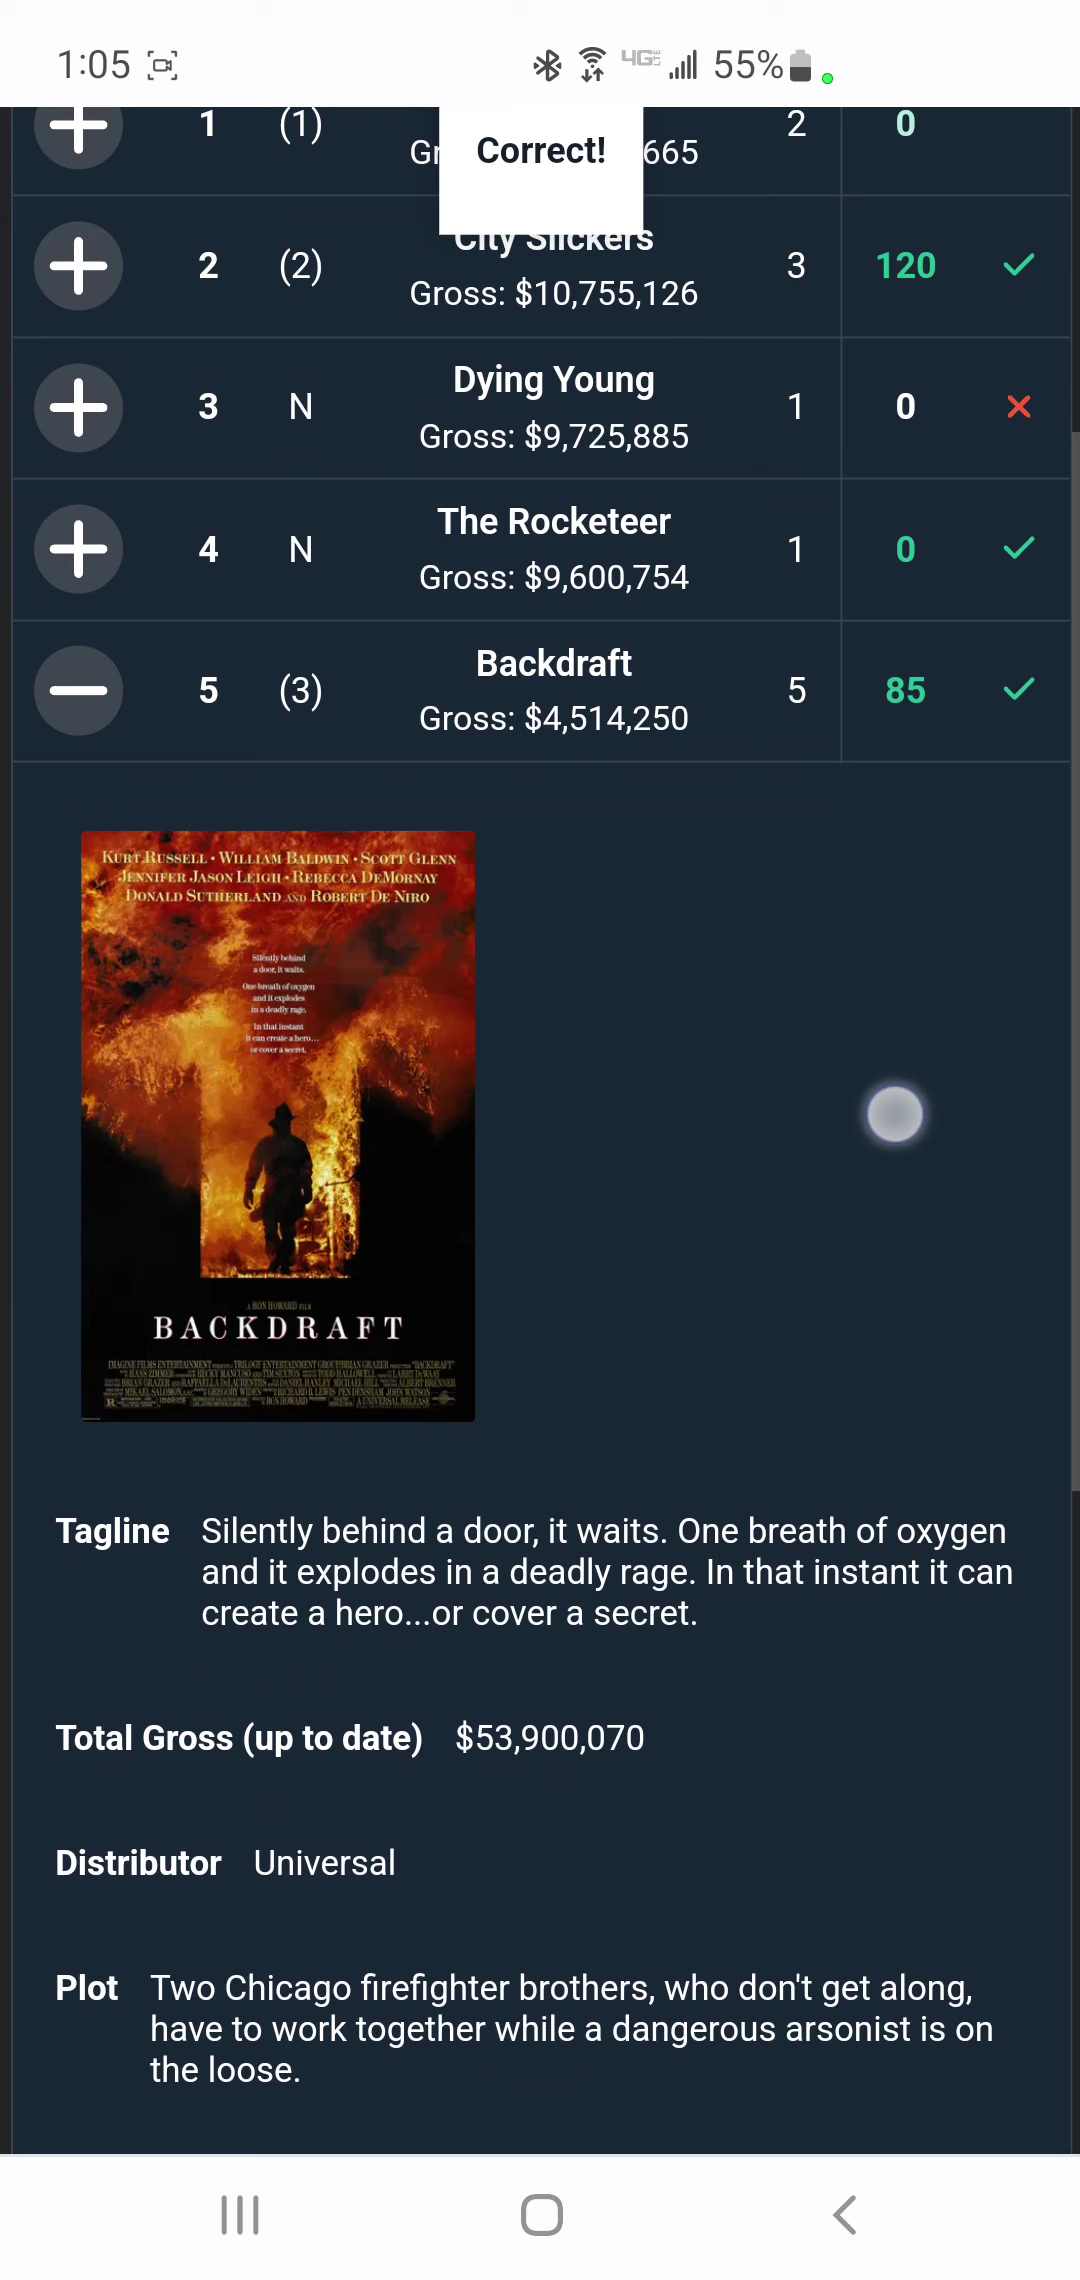 1:05 4G LTE 55%
1 (1) 2 0
Gr 665
Correct!
2 (2) City Slickers 3 120
Gross: $10,755,126
3 N Dying Young 1 0
Gross: $9,725,885
4 N The Rocketeer 1 0
Gross: $9,600,754
5 (3) Backdraft 5 85
Gross: $4,514,250
KURT RUSSELL • WILLIAM BALDWIN • SCOTT GLENN
JENNIFER JASON LEIGH • REBECCA DEMORNAY
DONALD SUTHERLAND AND ROBERT DE NIRO
Silently behind
a door, it waits.
One breath of oxygen
and it explodes
in a deadly rage.
In that instant
it can create a hero...
or cover a secret.
A RON HOWARD FILM
BACKDRAFT
Tagline Silently behind a door, it waits. One breath of oxygen
and it explodes in a deadly rage. In that instant it can
create a hero...or cover a secret.
Total Gross (up to date) $53,900,070
Distributor Universal
Plot Two Chicago firefighter brothers, who don't get along,
have to work together while a dangerous arsonist is on
the loose.